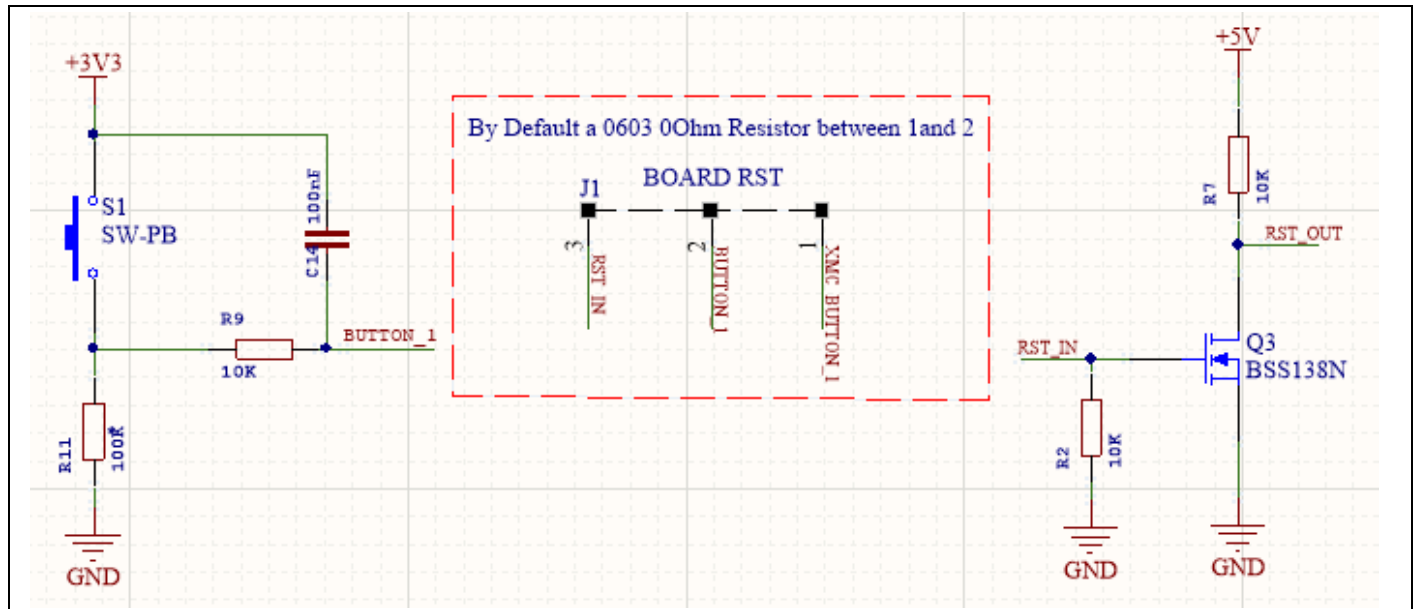 +3V3
S1
SW-PB
100nF
C14
R9
10K
BUTTON_1
R11
100K
GND
By Default a 0603 0Ohm Resistor between 1and 2
BOARD RST
J1
3
2
1
RST_IN
BUTTON_1
XMC_BUTTON_1
+5V
R7
10K
RST_OUT
RST_IN
Q3
BSS138N
R2
10K
GND
GND